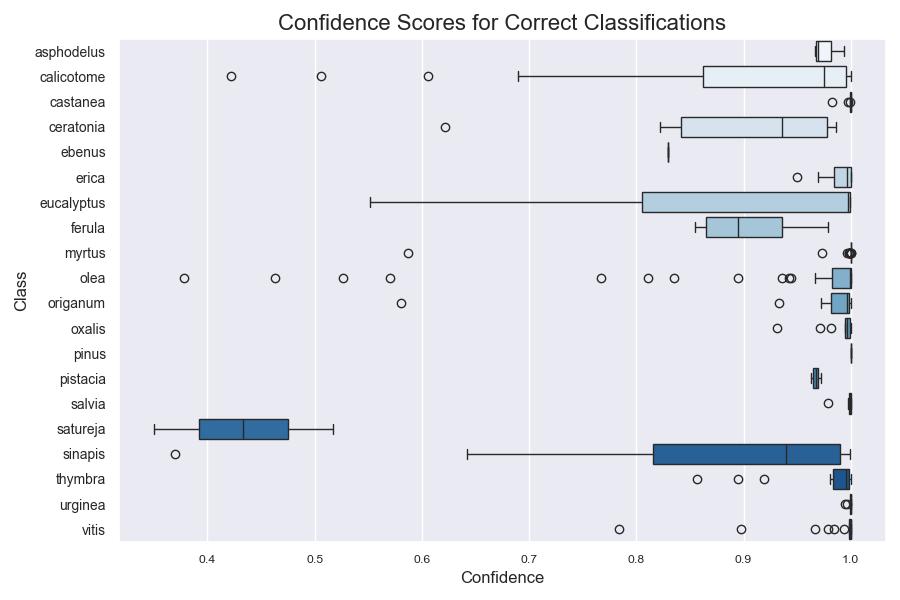 Confidence Scores for Correct Classifications
asphodelus
calicotome
castanea
ceratonia
ebenus
erica
eucalyptus
ferula
myrtus
olea
origanum
oxalis
pinus
pistacia
salvia
satureja
sinapis
thymbra
urginea
vitis
Class
0.4 0.5 0.6 0.7 0.8 0.9 1.0
Confidence